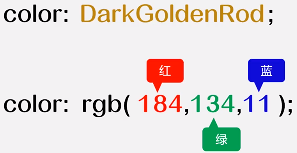 color: DarkGoldenRod;
红 蓝
color: rgb( 184,134,11 );
绿